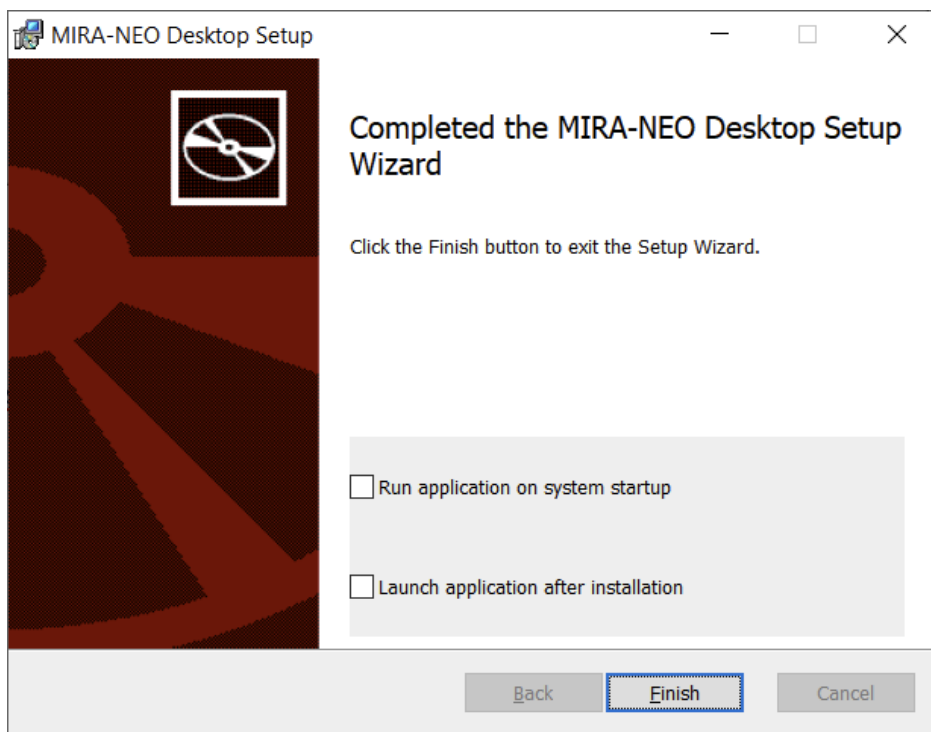 MIRA-NEO Desktop Setup
Completed the MIRA-NEO Desktop Setup
Wizard
Click the Finish button to exit the Setup Wizard.
Run application on system startup
Launch application after installation
Back Finish Cancel